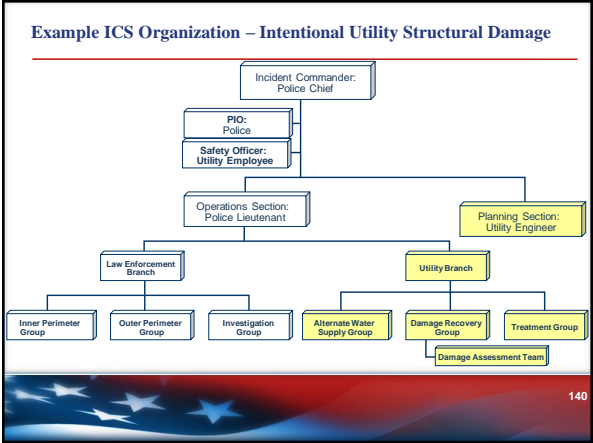 Example ICS Organization – Intentional Utility Structural Damage
Incident Commander:
Police Chief
PIO:
Police
Safety Officer:
Utility Employee
Operations Section:
Police Lieutenant
Planning Section:
Utility Engineer
Law Enforcement
Branch
Utility Branch
Inner Perimeter
Group
Outer Perimeter
Group
Investigation
Group
Alternate Water
Supply Group
Damage Recovery
Group
Treatment Group
Damage Assessment Team
140